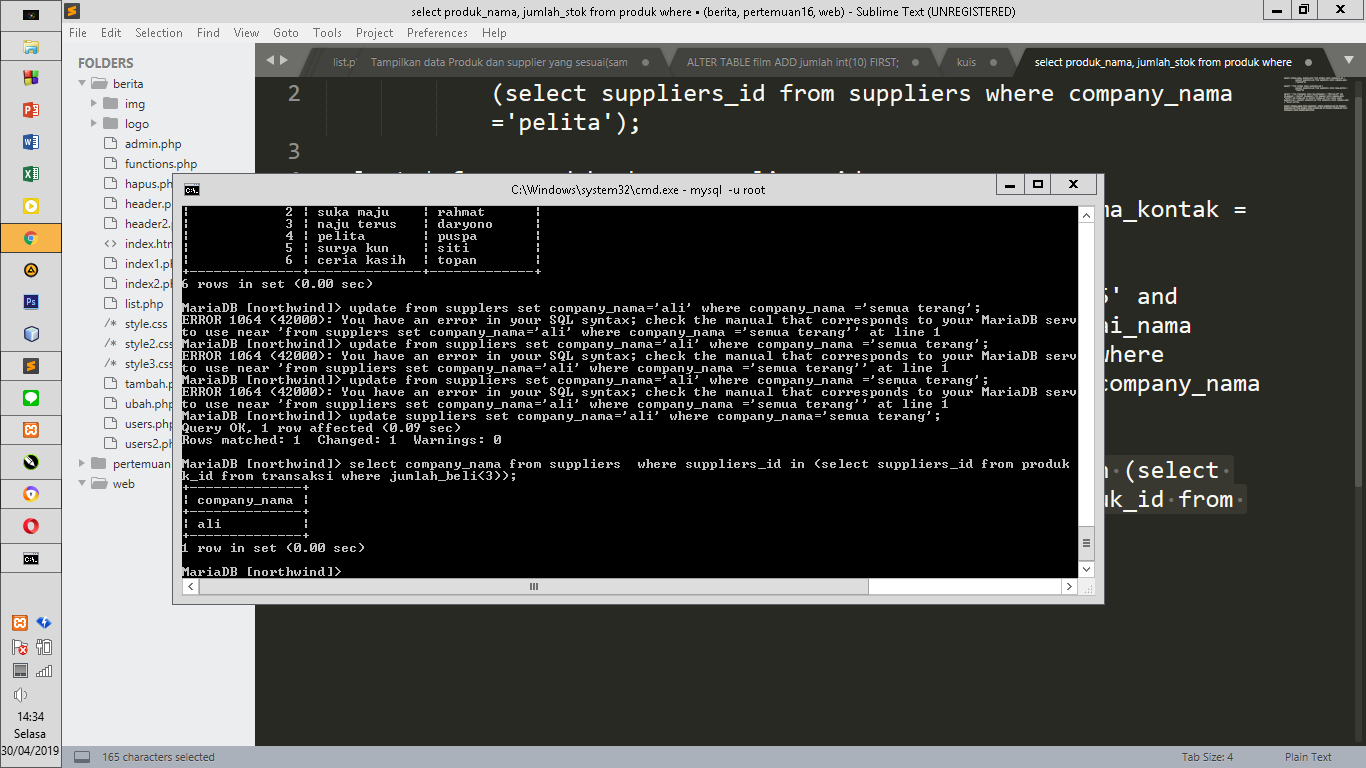 select produk_nama, jumlah_stok from produk where • (berita, pertemuan16, web) - Sublime Text (UNREGISTERED)
File Edit Selection Find View Goto Tools Project Preferences Help
FOLDERS
berita
img
logo
admin.php
functions.php
hapus.ph
header.p
header2.
index.htm
index1.p
index2.p
list.php
style.css
style2.css
style3.css
tambah.p
ubah.php
users.php
users2.ph
pertemuan
web
list.p
Tampilkan data Produk dan supplier yang sesuai(sam
ALTER TABLE film ADD jumlah int(10) FIRST;
kuis
select produk_nama, jumlah_stok from produk where
2 (select suppliers_id from suppliers where company_nama
='pelita');
3
ma_kontak =
5' and
ai_nama
where
company_nama
n (select
uk_id from
C:\Windows\system32\cmd.exe - mysql -u root
| 2 | suka maju | rahmat |
| 3 | naju terus | daryono |
| 4 | pelita | puspa |
| 5 | surya kun | siti |
| 6 | ceria kasih | topan |
+---------------+---------------+--------------+
6 rows in set (0.00 sec)
MariaDB [northwind]> update from supplers set company_nama='ali' where company_nama ='semua terang';
ERROR 1064 (42000): You have an error in your SQL syntax; check the manual that corresponds to your MariaDB serv
to use near 'from supplers set company_nama='ali' where company_nama ='semua terang'' at line 1
MariaDB [northwind]> update from suppliers set company_nama='ali' where company_nama ='semua terang';
ERROR 1064 (42000): You have an error in your SQL syntax; check the manual that corresponds to your MariaDB serv
to use near 'from suppliers set company_nama='ali' where company_nama ='semua terang'' at line 1
MariaDB [northwind]> update from suppliers set company_nama='ali' where company_nama ='semua terang';
ERROR 1064 (42000): You have an error in your SQL syntax; check the manual that corresponds to your MariaDB serv
to use near 'from suppliers set company_nama='ali' where company_nama ='semua terang'' at line 1
MariaDB [northwind]> update suppliers set company_nama='ali' where company_nama='semua terang';
Query OK, 1 row affected (0.09 sec)
Rows matched: 1 Changed: 1 Warnings: 0
MariaDB [northwind]> select company_nama from suppliers where suppliers_id in (select suppliers_id from produk
k_id from transaksi where jumlah_beli<3>);
+---------------+
| company_nama |
+---------------+
| ali |
+---------------+
1 row in set (0.00 sec)
MariaDB [northwind]>
14:34
Selasa
30/04/2019
165 characters selected
Tab Size: 4
Plain Text